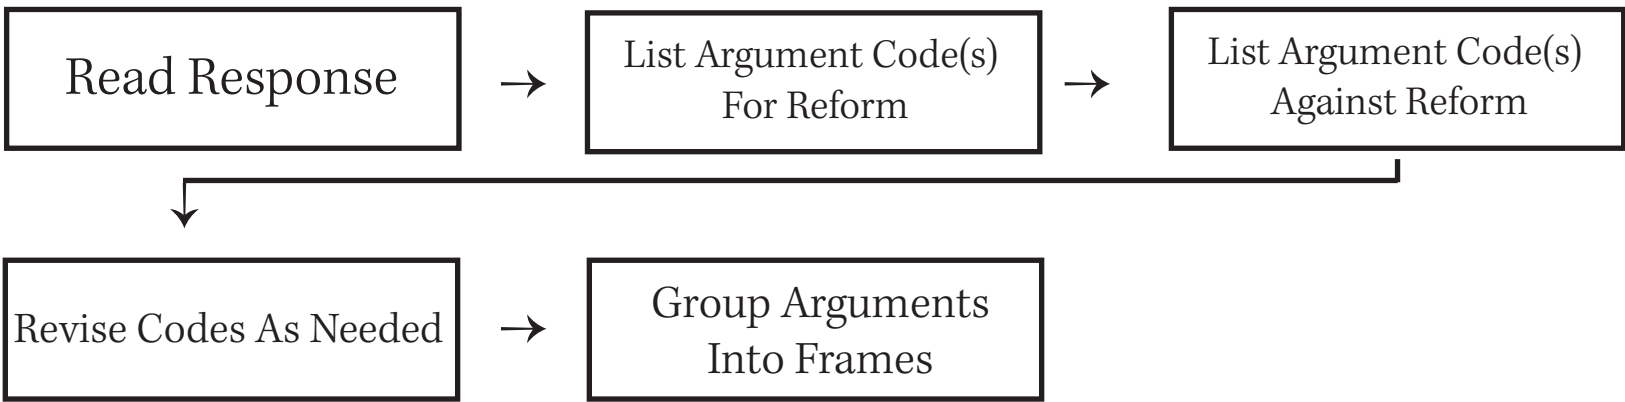 Read Response
List Argument Code(s)
For Reform
List Argument Code(s)
Against Reform
Revise Codes As Needed
Group Arguments
Into Frames